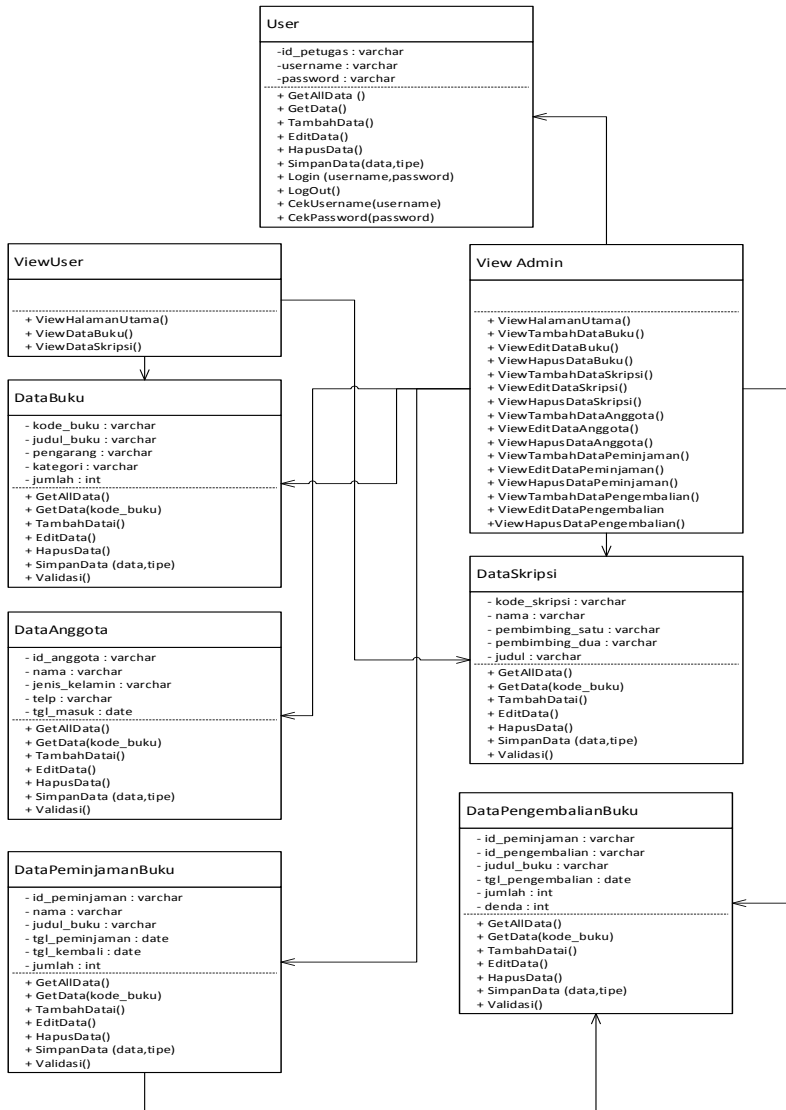 User
-id_petugas : varchar
-username : varchar
-password : varchar
+ GetAllData ()
+ GetData()
+ TambahData()
+ EditData()
+ HapusData()
+ SimpanData(data,tipe)
+ Login (username,password)
+ LogOut()
+ CekUsername(username)
+ CekPassword(password)
ViewUser
+ ViewHalamanUtama()
+ ViewDataBuku()
+ ViewDataSkripsi()
View Admin
+ ViewHalamanUtama()
+ ViewTambahDataBuku()
+ ViewEditDataBuku()
+ ViewHapusDataBuku()
+ ViewTambahDataSkripsi()
+ ViewEditDataSkripsi()
+ ViewHapusDataSkripsi()
+ ViewTambahDataAnggota()
+ ViewEditDataAnggota()
+ ViewHapusDataAnggota()
+ ViewTambahDataPeminjaman()
+ ViewEditDataPeminjaman()
+ ViewHapusDataPeminjaman()
+ ViewTambahDataPengembalian()
+ ViewEditDataPengembalian
+ViewHapusDataPengembalian()
DataBuku
- kode_buku : varchar
- judul_buku : varchar
- pengarang : varchar
- kategori : varchar
- jumlah : int
+ GetAllData()
+ GetData(kode_buku)
+ TambahDatai()
+ EditData()
+ HapusData()
+ SimpanData (data,tipe)
+ Validasi()
DataSkripsi
- kode_skripsi : varchar
- nama : varchar
- pembimbing_satu : varchar
- pembimbing_dua : varchar
- judul : varchar
+ GetAllData()
+ GetData(kode_buku)
+ TambahDatai()
+ EditData()
+ HapusData()
+ SimpanData (data,tipe)
+ Validasi()
DataAnggota
- id_anggota : varchar
- nama : varchar
- jenis_kelamin : varchar
- telp : varchar
- tgl_masuk : date
+ GetAllData()
+ GetData(kode_buku)
+ TambahDatai()
+ EditData()
+ HapusData()
+ SimpanData (data,tipe)
+ Validasi()
DataPengembalianBuku
- id_peminjaman : varchar
- id_pengembalian : varchar
- judul_buku : varchar
- tgl_pengembalian : date
- jumlah : int
- denda : int
+ GetAllData()
+ GetData(kode_buku)
+ TambahDatai()
+ EditData()
+ HapusData()
+ SimpanData (data,tipe)
+ Validasi()
DataPeminjamanBuku
- id_peminjaman : varchar
- nama : varchar
- judul_buku : varchar
- tgl_peminjaman : date
- tgl_kembali : date
- jumlah : int
+ GetAllData()
+ GetData(kode_buku)
+ TambahDatai()
+ EditData()
+ HapusData()
+ SimpanData (data,tipe)
+ Validasi()